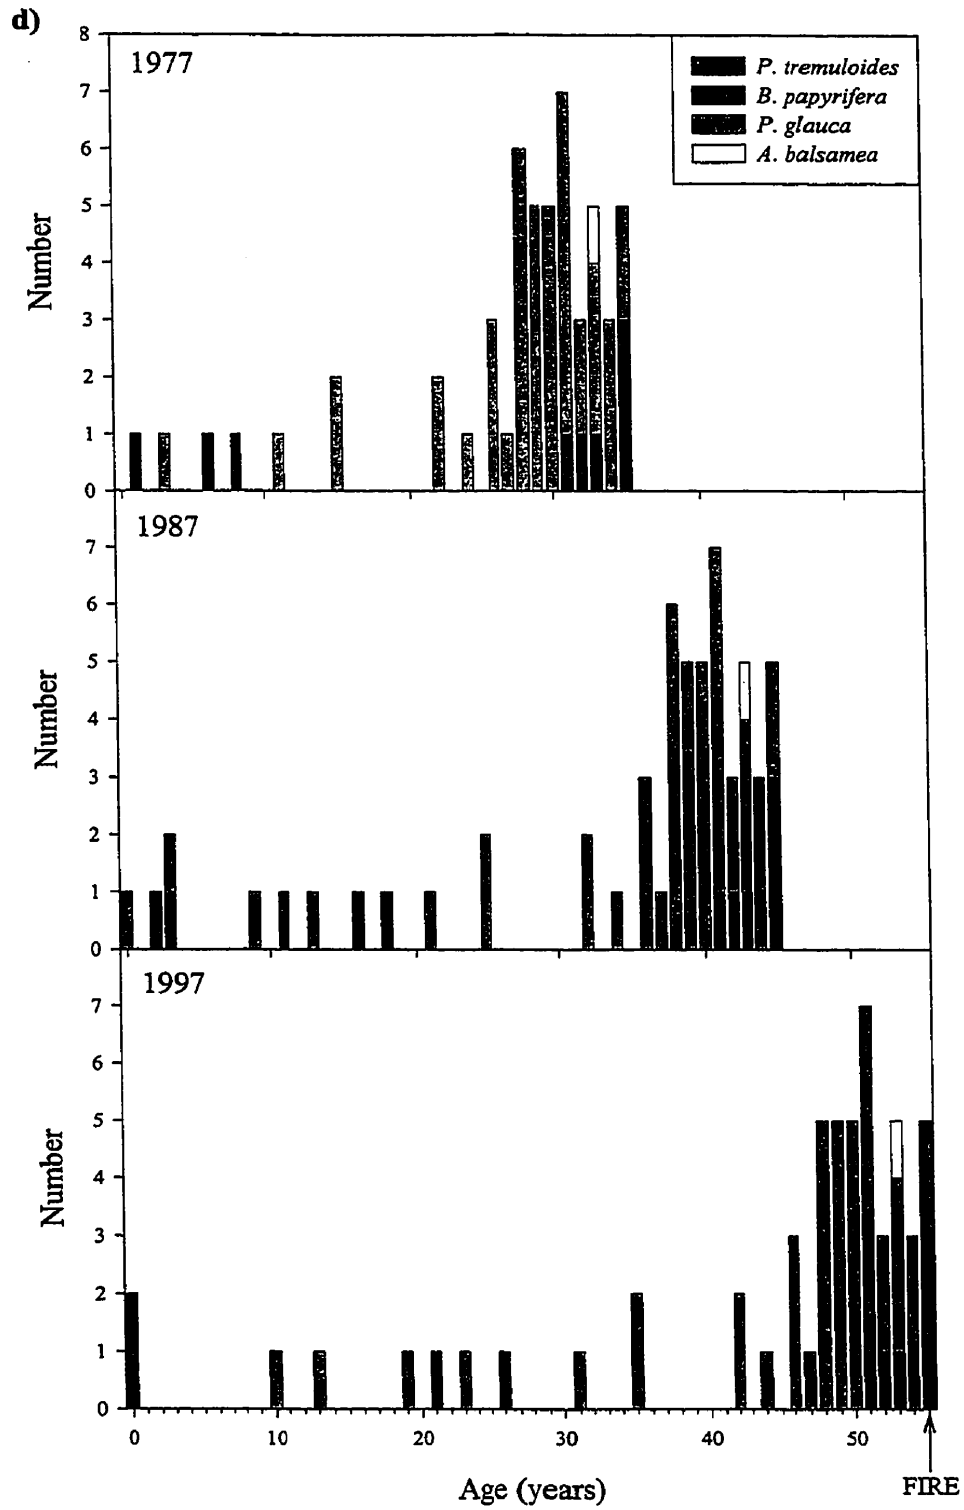 d)
8
1977
P. tremuloides
B. papyrifera
P. glauca
A. balsamea
7
6
5
4
3
2
1
0
Number
1987
7
6
5
4
3
2
1
0
Number
1997
7
6
5
4
3
2
1
0
Number
0 10 20 30 40 50
Age (years)
FIRE